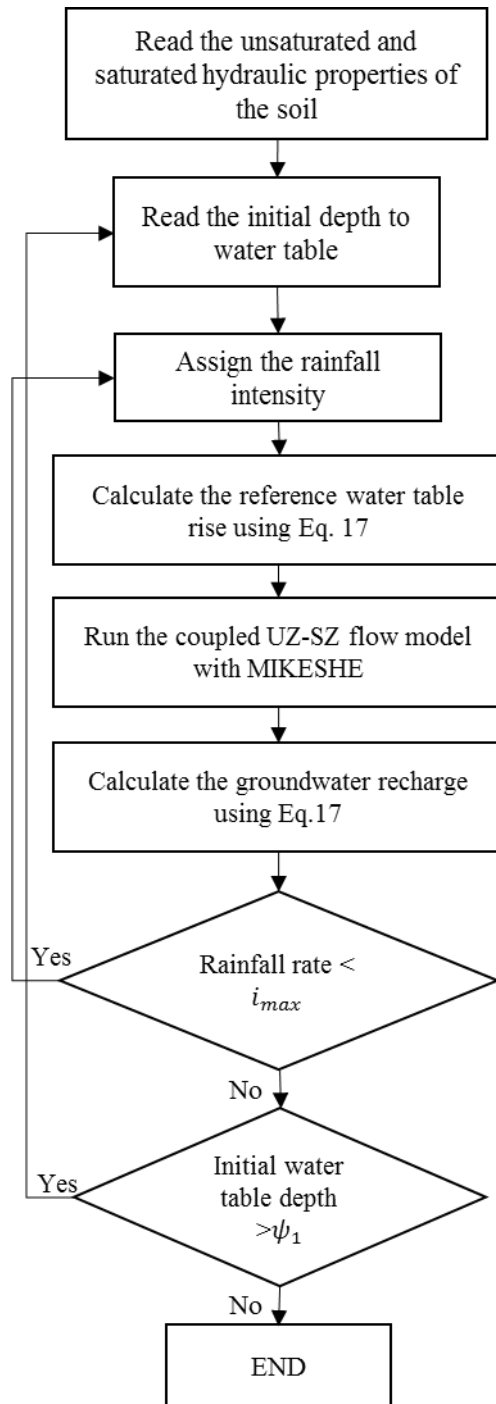 Read the unsaturated and
saturated hydraulic properties of
the soil
Read the initial depth to
water table
Assign the rainfall
intensity
Calculate the reference water table
rise using Eq. 17
Run the coupled UZ-SZ flow model
with MIKESHE
Calculate the groundwater recharge
using Eq.17
Yes
Rainfall rate <
i_max
No
Yes
Initial water
table depth
>ψ₁
No
END